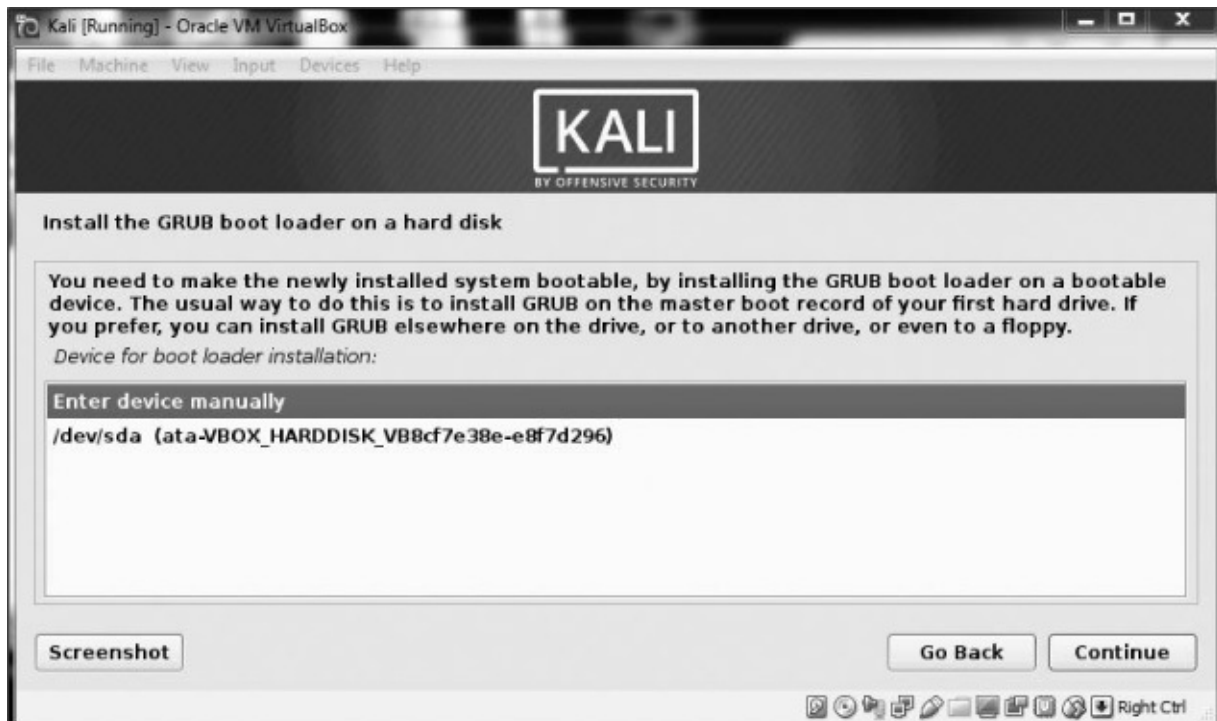 Kali [Running] - Oracle VM VirtualBox
File Machine View Input Devices Help
KALI
BY OFFENSIVE SECURITY
Install the GRUB boot loader on a hard disk
You need to make the newly installed system bootable, by installing the GRUB boot loader on a bootable
device. The usual way to do this is to install GRUB on the master boot record of your first hard drive. If
you prefer, you can install GRUB elsewhere on the drive, or to another drive, or even to a floppy.
Device for boot loader installation:
Enter device manually
/dev/sda (ata-VBOX_HARDDISK_VB8cf7e38e-e8f7d296)
Screenshot
Go Back
Continue
Right Ctrl